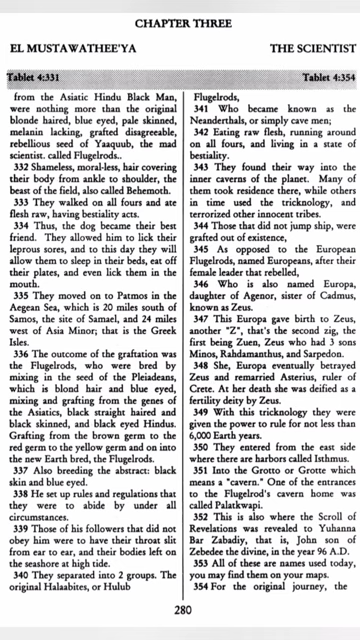 CHAPTER THREE
EL MUSTAWATHEE'YA THE SCIENTIST
Tablet 4:331 Tablet 4:354
from the Asiatic Hindu Black Man,
were nothing more than the original
blonde haired, blue eyed, pale skinned,
melanin lacking, grafted disagreeable,
rebellious seed of Yaaqub, the mad
scientist. called Flugelrods..
332 Shameless, moral-less, hair covering
their body from ankle to shoulder, the
beast of the field, also called Behemoth.
333 They walked on all fours and ate
flesh raw, having bestiality acts.
334 Thus, the dog became their best
friend. They allowed him to lick their
leprous sores, and to this day they will
allow them to sleep in their beds, eat off
their plates, and even lick them in the
mouth.
335 They moved on to Patmos in the
Aegean Sea, which is 20 miles south of
Samos, the site of Samael, and 24 miles
west of Asia Minor; that is the Greek
Isles.
336 The outcome of the graftation was
the Flugelrods, who were bred by
mixing in the seed of the Pleiadeans,
which is blond hair and blue eyed,
mixing and grafting from the genes of
the Asiatics, black straight haired and
black skinned, and black eyed Hindus.
Grafting from the brown germ to the
red germ to the yellow germ and on into
the new Earth bred, the Flugelrods.
337 Also breeding the abstract: black
skin and blue eyed.
338 He set up rules and regulations that
they were to abide by under all
circumstances.
339 Those of his followers that did not
obey him were to have their throat slit
from ear to ear, and their bodies left on
the seashore at high tide.
340 They separated into 2 groups. The
original Halaabites, or Hulub
Flugelrods,
341 Who became known as the
Neanderthals, or simply cave men;
342 Eating raw flesh, running around
on all fours, and living in a state of
bestiality.
343 They found their way into the
inner caverns of the planet. Many of
them took residence there, while others
in time used the tricknology, and
terrorized other innocent tribes.
344 Those that did not jump ship, were
grafted out of existence,
345 As opposed to the European
Flugelrods, named Europeans, after their
female leader that rebelled,
346 Who is also named Europa,
daughter of Agenor, sister of Cadmus,
known as Zeus.
347 This Europa gave birth to Zeus,
another "Z", that's the second zig, the
first being Zuen, Zeus who had 3 sons
Minos, Rahdamanthus, and Sarpedon.
348 She, Europa eventually betrayed
Zeus and remarried Asterius, ruler of
Crete. At her death she was deified as a
fertility deity by Zeus.
349 With this tricknology they were
given the power to rule for not less than
6,000 Earth years.
350 They entered from the east side
where there are harbors called Isthmus.
351 Into the Grotto or Grotte which
means a "cavern." One of the entrances
to the Flugelrod's cavern home was
called Palatkwapi.
352 This is also where the Scroll of
Revelations was revealed to Yuhanna
Bar Zabadiy, that is, John son of
Zebedee the divine, in the year 96 A.D.
353 All of these are names used today,
you may find them on your maps.
354 For the original journey, the
280